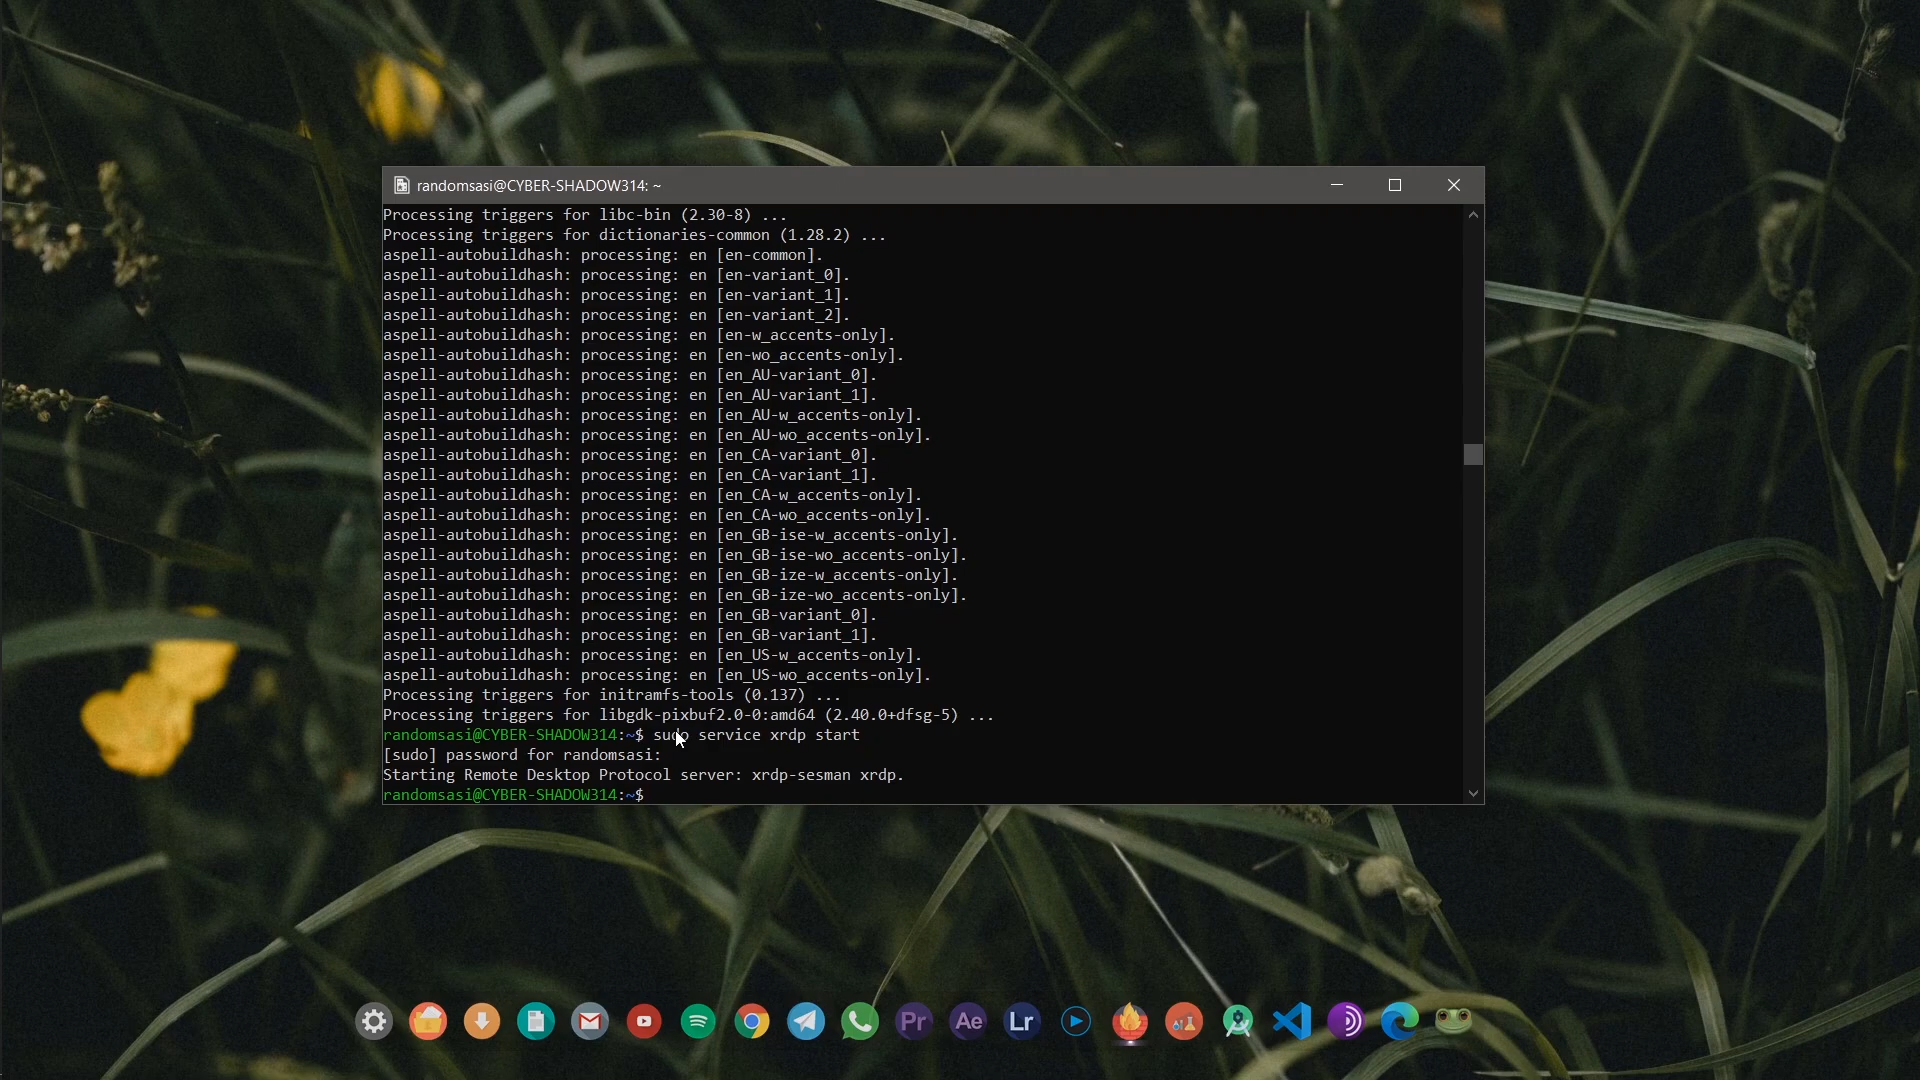 randomsasi@CYBER-SHADOW314: ~
Processing triggers for libc-bin (2.30-8) ...
Processing triggers for dictionaries-common (1.28.2) ...
aspell-autobuildhash: processing: en [en-common].
aspell-autobuildhash: processing: en [en-variant_0].
aspell-autobuildhash: processing: en [en-variant_1].
aspell-autobuildhash: processing: en [en-variant_2].
aspell-autobuildhash: processing: en [en-w_accents-only].
aspell-autobuildhash: processing: en [en-wo_accents-only].
aspell-autobuildhash: processing: en [en_AU-variant_0].
aspell-autobuildhash: processing: en [en_AU-variant_1].
aspell-autobuildhash: processing: en [en_AU-w_accents-only].
aspell-autobuildhash: processing: en [en_AU-wo_accents-only].
aspell-autobuildhash: processing: en [en_CA-variant_0].
aspell-autobuildhash: processing: en [en_CA-variant_1].
aspell-autobuildhash: processing: en [en_CA-w_accents-only].
aspell-autobuildhash: processing: en [en_CA-wo_accents-only].
aspell-autobuildhash: processing: en [en_GB-ise-w_accents-only].
aspell-autobuildhash: processing: en [en_GB-ise-wo_accents-only].
aspell-autobuildhash: processing: en [en_GB-ize-w_accents-only].
aspell-autobuildhash: processing: en [en_GB-ize-wo_accents-only].
aspell-autobuildhash: processing: en [en_GB-variant_0].
aspell-autobuildhash: processing: en [en_GB-variant_1].
aspell-autobuildhash: processing: en [en_US-w_accents-only].
aspell-autobuildhash: processing: en [en_US-wo_accents-only].
Processing triggers for initramfs-tools (0.137) ...
Processing triggers for libgdk-pixbuf2.0-0:amd64 (2.40.0+dfsg-5) ...
randomsasi@CYBER-SHADOW314:~$ sudo service xrdp start
[sudo] password for randomsasi:
Starting Remote Desktop Protocol server: xrdp-sesman xrdp.
randomsasi@CYBER-SHADOW314:~$
Pr Ae Lr